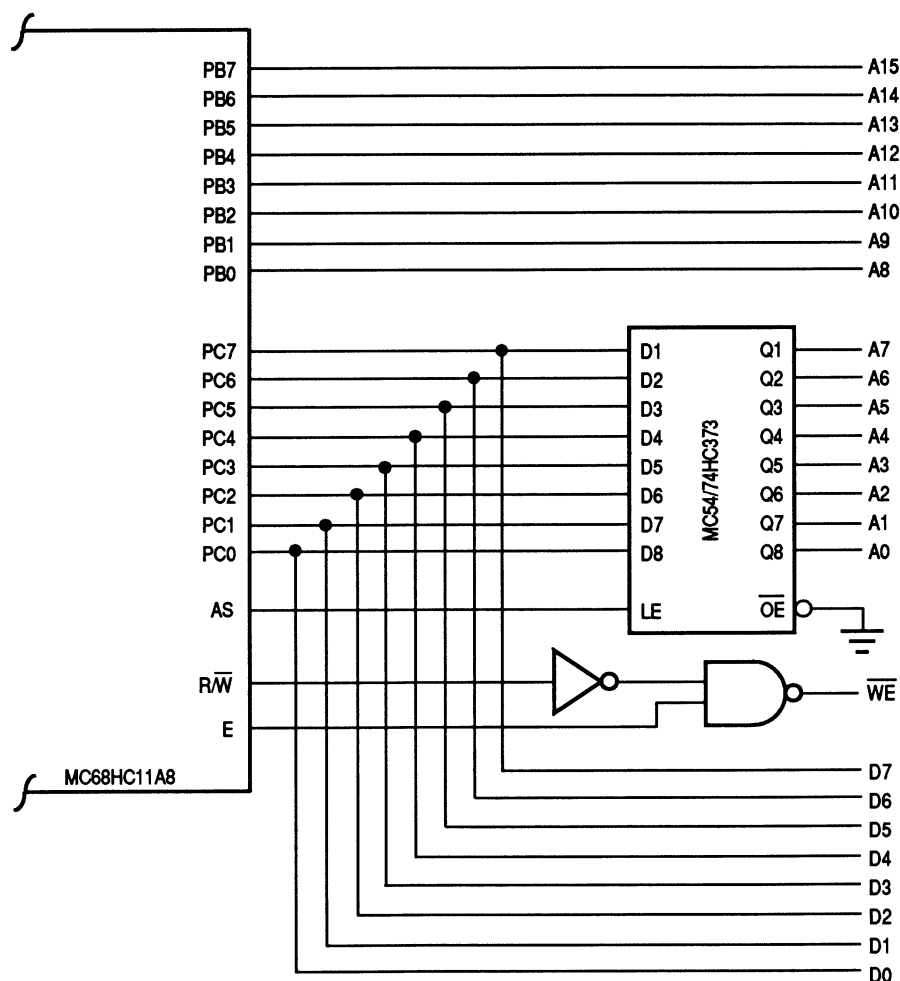 PB7 A15
PB6 A14
PB5 A13
PB4 A12
PB3 A11
PB2 A10
PB1 A9
PB0 A8
PC7 D1 Q1 A7
PC6 D2 Q2 A6
PC5 D3 Q3 A5
PC4 D4 Q4 A4
PC3 D5 Q5 A3
PC2 D6 Q6 A2
PC1 D7 Q7 A1
PC0 D8 Q8 A0
MC54/74HC373
AS LE O̅E̅
R/W̅ W̅E̅
E
MC68HC11A8
D7
D6
D5
D4
D3
D2
D1
D0